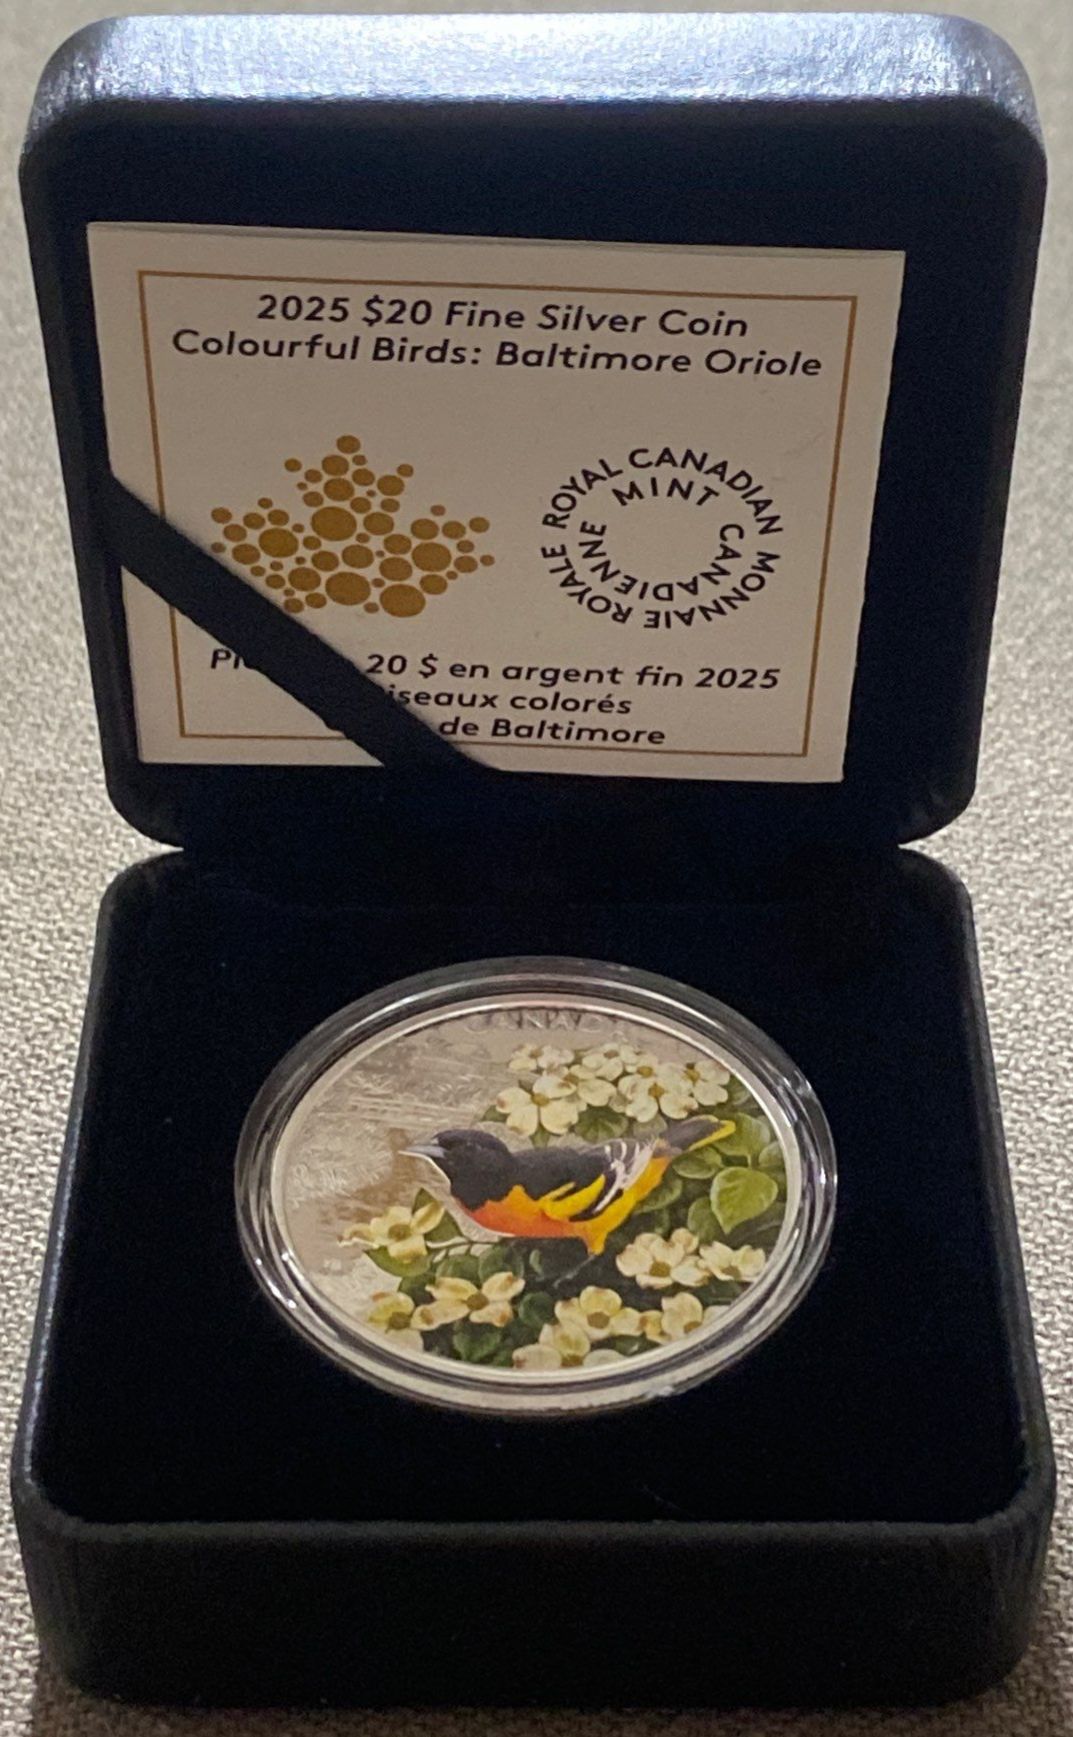 2025 $20 Fine Silver Coin
Colourful Birds: Baltimore Oriole
ROYAL CANADIAN MINT
MONNAIE ROYALE CANADIENNE
20 $ en argent fin 2025
colorés
de Baltimore
CANADA